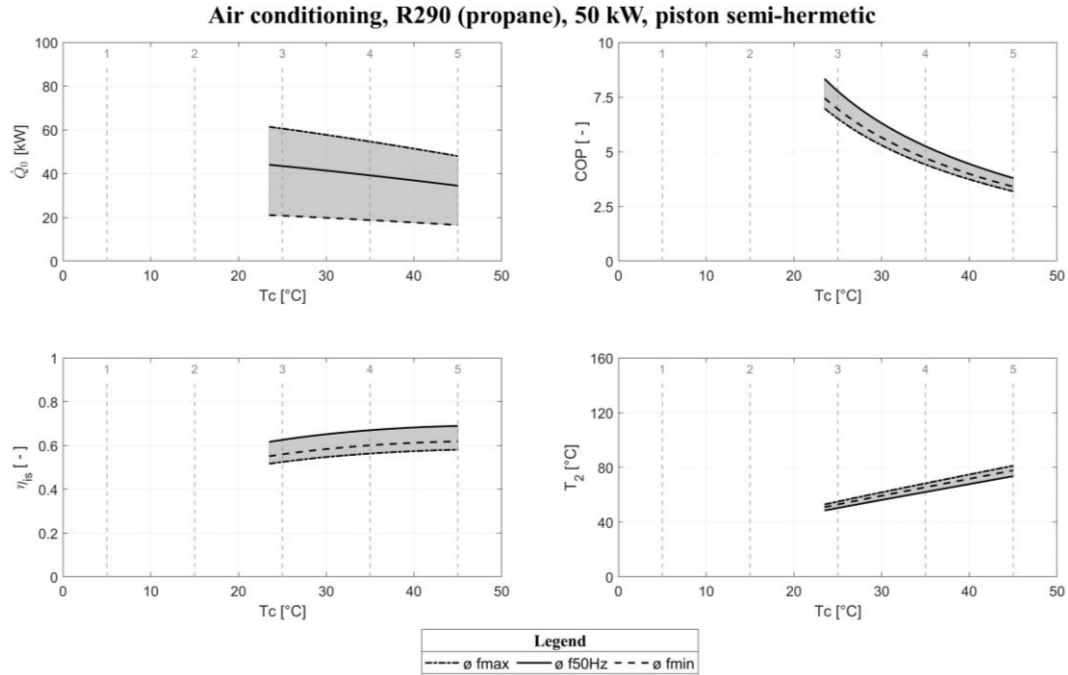 Air conditioning, R290 (propane), 50 kW, piston semi-hermetic
1 2 3 4 5
100
80
60
40
20
0
Q̇₀ [kW]
0 10 20 30 40 50
Tc [°C]
1 2 3 4 5
10
7.5
5
2.5
0
COP [ - ]
0 10 20 30 40 50
Tc [°C]
1 2 3 4 5
1
0.8
0.6
0.4
0.2
0
ηis [ - ]
0 10 20 30 40 50
Tc [°C]
1 2 3 4 5
160
120
80
40
0
T₂ [°C]
0 10 20 30 40 50
Tc [°C]
Legend
ø fmax ø f50Hz ø fmin